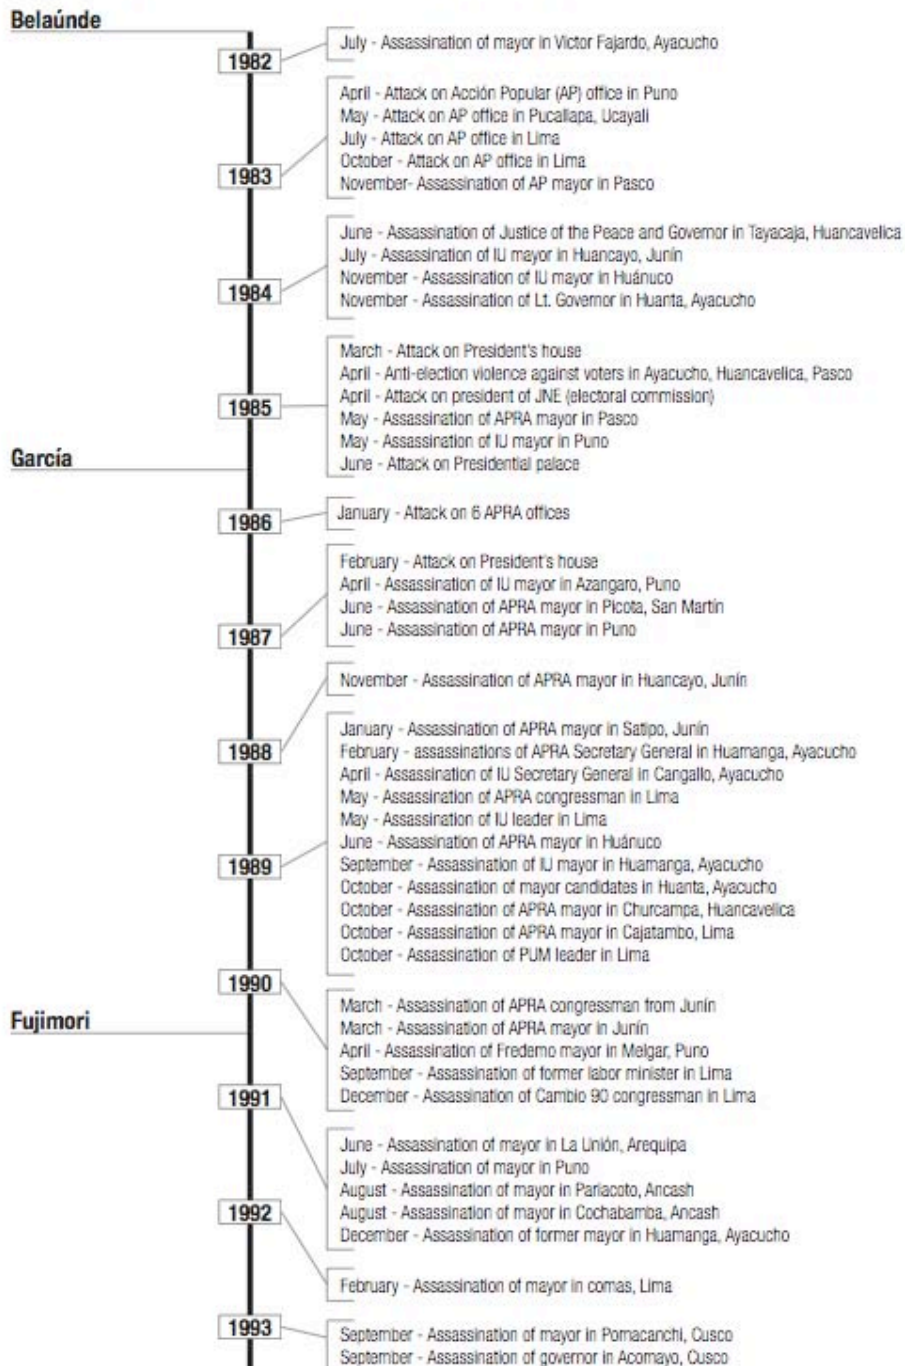 Belaúnde
1982
July - Assassination of mayor in Victor Fajardo, Ayacucho
1983
April - Attack on Acción Popular (AP) office in Puno
May - Attack on AP office in Pucallapa, Ucayali
July - Attack on AP office in Lima
October - Attack on AP office in Lima
November- Assassination of AP mayor in Pasco
1984
June - Assassination of Justice of the Peace and Governor in Tayacaja, Huancavelica
July - Assassination of IU mayor in Huancayo, Junín
November - Assassination of IU mayor in Huánuco
November - Assassination of Lt. Governor in Huanta, Ayacucho
1985
March - Attack on President's house
April - Anti-election violence against voters in Ayacucho, Huancavelica, Pasco
April - Attack on president of JNE (electoral commission)
May - Assassination of APRA mayor in Pasco
May - Assassination of IU mayor in Puno
June - Attack on Presidential palace
García
1986
January - Attack on 6 APRA offices
1987
February - Attack on President's house
April - Assassination of IU mayor in Azangaro, Puno
June - Assassination of APRA mayor in Picota, San Martín
June - Assassination of APRA mayor in Puno
1988
November - Assassination of APRA mayor in Huancayo, Junín
1989
January - Assassination of APRA mayor in Satipo, Junín
February - assassinations of APRA Secretary General in Huamanga, Ayacucho
April - Assassination of IU Secretary General in Cangallo, Ayacucho
May - Assassination of APRA congressman in Lima
May - Assassination of IU leader in Lima
June - Assassination of APRA mayor in Huánuco
September - Assassination of IU mayor in Huamanga, Ayacucho
October - Assassination of mayor candidates in Huanta, Ayacucho
October - Assassination of APRA mayor in Churcampa, Huancavelica
October - Assassination of APRA mayor in Cajatambo, Lima
October - Assassination of PUM leader in Lima
1990
Fujimori
March - Assassination of APRA congressman from Junín
March - Assassination of APRA mayor in Junín
April - Assassination of Fredemo mayor in Melgar, Puno
September - Assassination of former labor minister in Lima
December - Assassination of Cambio 90 congressman in Lima
1991
June - Assassination of mayor in La Unión, Arequipa
July - Assassination of mayor in Puno
August - Assassination of mayor in Pariacoto, Ancash
August - Assassination of mayor in Cochabamba, Ancash
December - Assassination of former mayor in Huamanga, Ayacucho
1992
February - Assassination of mayor in comas, Lima
1993
September - Assassination of mayor in Pomacanchi, Cusco
September - Assassination of governor in Acomayo, Cusco